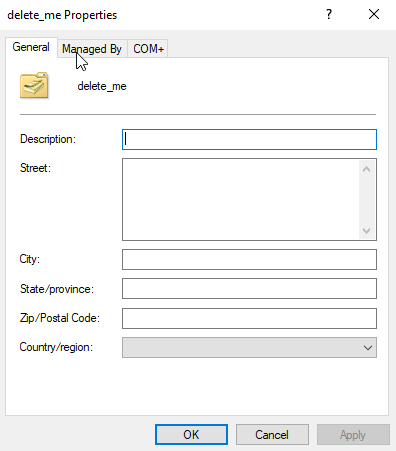 delete_me Properties
?
General
Managed By
COM+
delete_me
Description:
Street:
City:
State/province:
Zip/Postal Code:
Country/region:
OK
Cancel
Apply